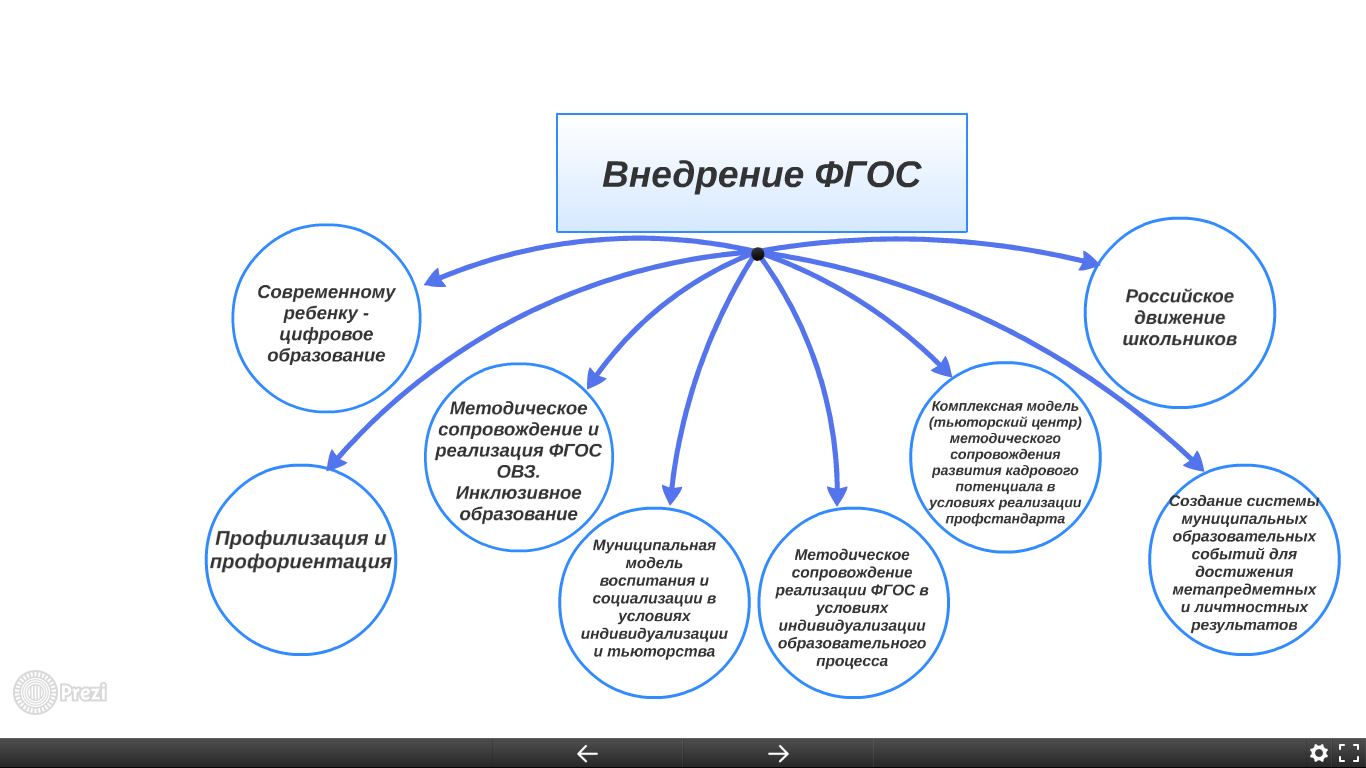 Внедрение ФГОС
Современному
ребенку -
цифровое
образование
Российское
движение
школьников
Методическое
сопровождение и
реализация ФГОС
ОВЗ.
Инклюзивное
образование
Комплексная модель
(тьюторский центр)
методического
сопровождения
развития кадрового
потенциала в
условиях реализации
профстандарта
Профилизация и
профориентация
Муниципальная
модель
воспитания и
социализации в
условиях
индивидуализации
и тьюторства
Методическое
сопровождение
реализации ФГОС в
условиях
индивидуализации
образовательного
процесса
Создание системы
муниципальных
образовательных
событий для
достижения
метапредметных
и личтностных
результатов
Prezi